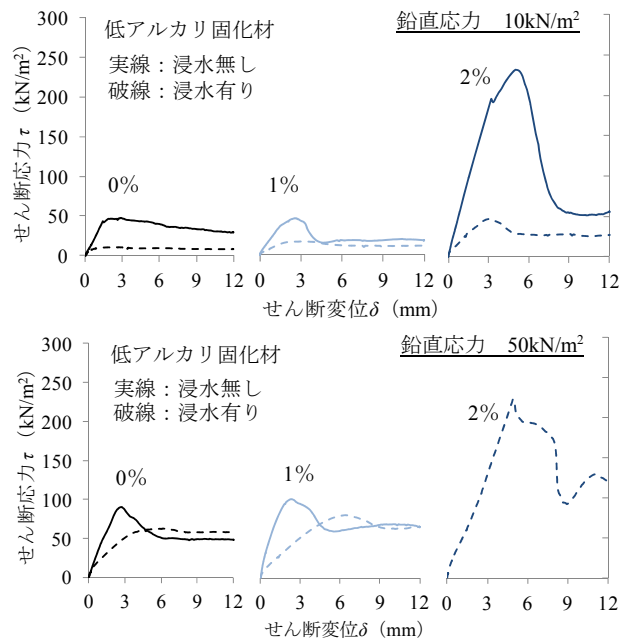 低アルカリ固化材
鉛直応力　10kN/m²
実線：浸水無し
破線：浸水有り
せん断応力τ（kN/m²）
300
250
200
150
100
50
0
0%
1%
2%
0 3 6 9 12
0 3 6 9 12
0 3 6 9 12
せん断変位δ（mm）
低アルカリ固化材
鉛直応力　50kN/m²
実線：浸水無し
破線：浸水有り
せん断応力τ（kN/m²）
300
250
200
150
100
50
0
0%
1%
2%
0 3 6 9 12
0 3 6 9 12
0 3 6 9 12
せん断変位δ（mm）